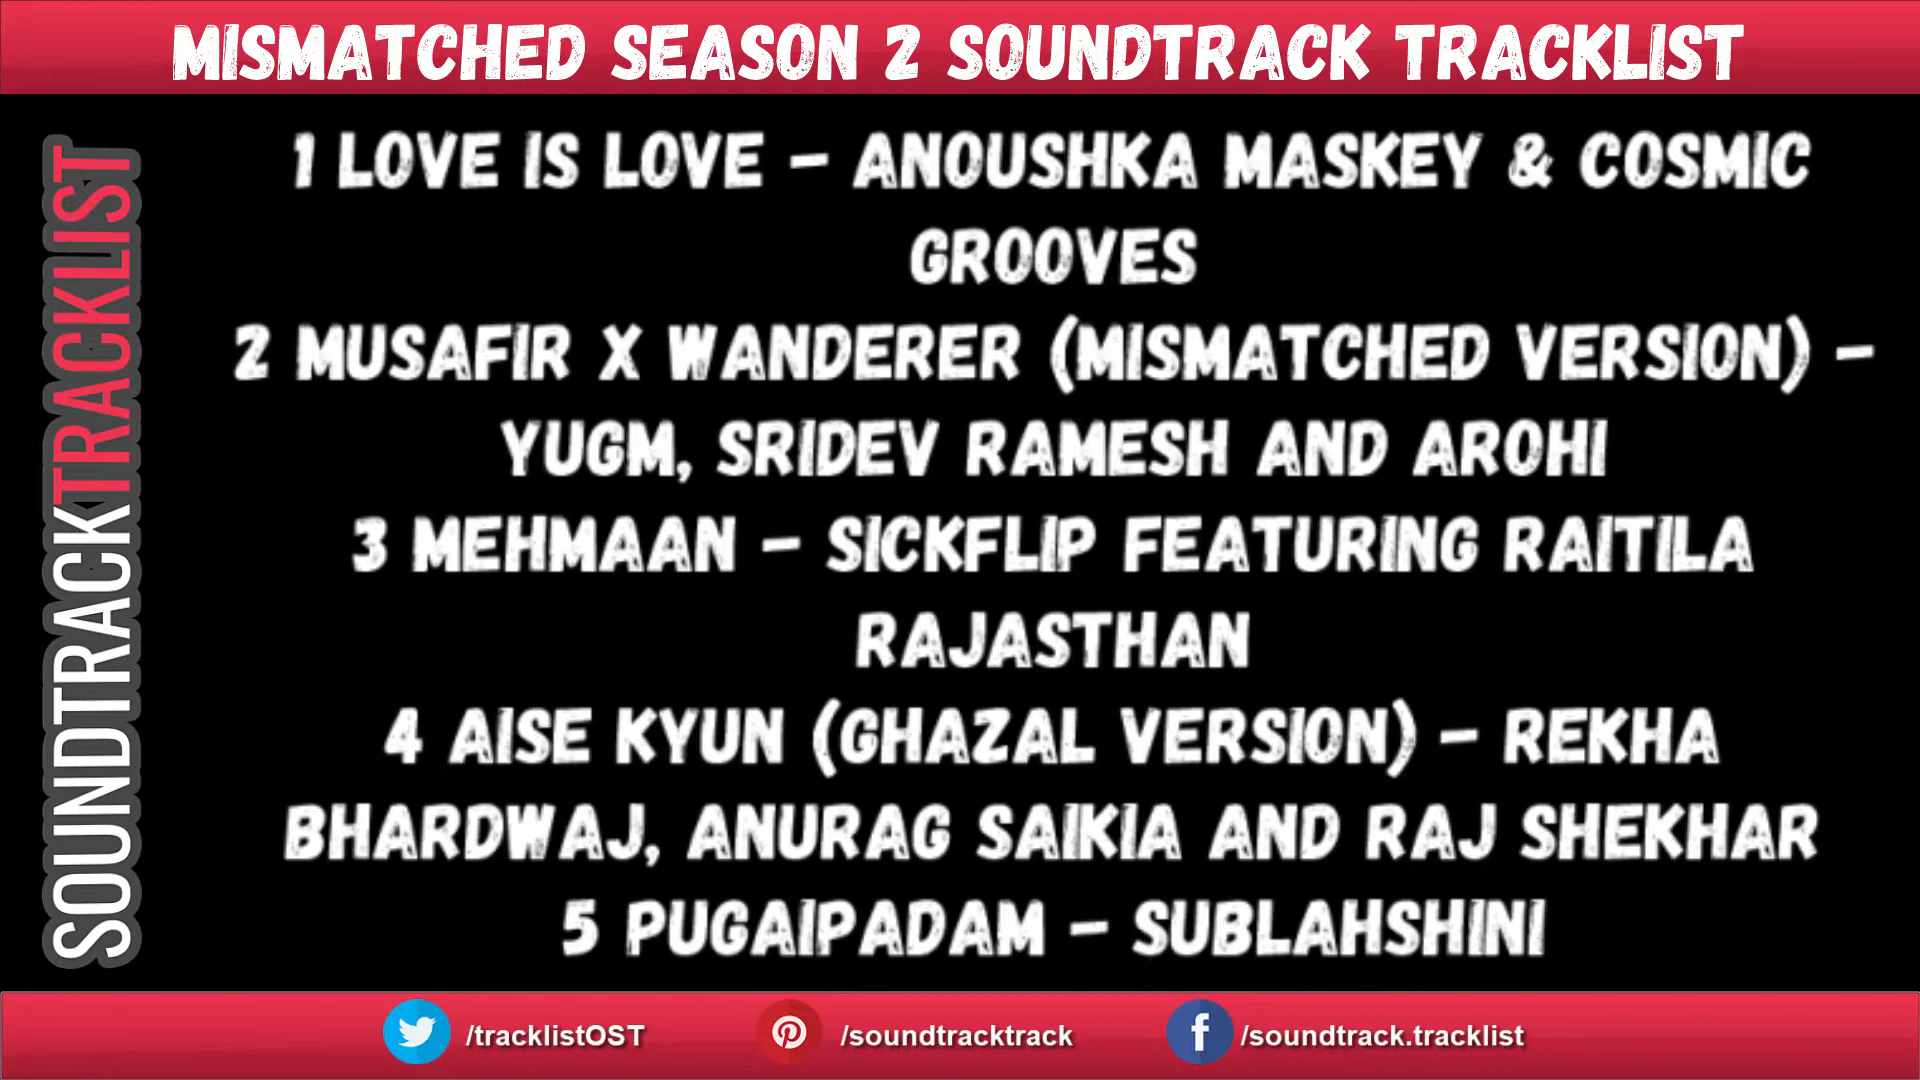 MISMATCHED SEASON 2 SOUNDTRACK TRACKLIST
SOUNDTRACKTRACKLIST
1 LOVE IS LOVE – ANOUSHKA MASKEY & COSMIC
GROOVES
2 MUSAFIR X WANDERER (MISMATCHED VERSION) –
YUGM, SRIDEV RAMESH AND AROHI
3 MEHMAAN – SICKFLIP FEATURING RAITILA
RAJASTHAN
4 AISE KYUN (GHAZAL VERSION) – REKHA
BHARDWAJ, ANURAG SAIKIA AND RAJ SHEKHAR
5 PUGAIPADAM – SUBLAHSHINI
/tracklistOST /soundtracktrack /soundtrack.tracklist